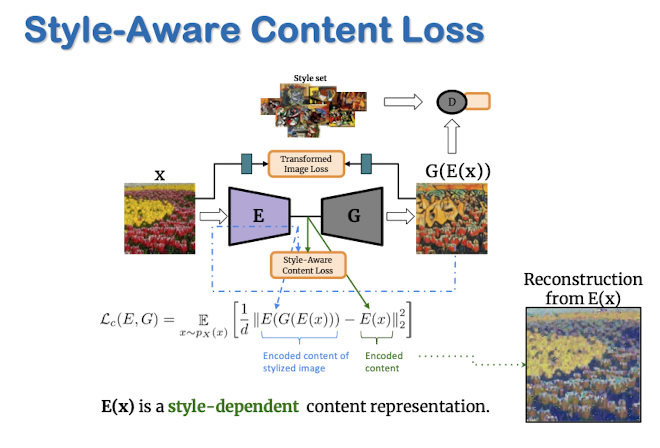 Style-Aware Content Loss
Style set
D
Transformed
Image Loss
x
G(E(x))
E
G
Style-Aware
Content Loss
Reconstruction
from E(x)
$\mathcal{L}_c(E, G) = \underset{x \sim p_X(x)}{\mathbb{E}} \left[ \frac{1}{d} \| E(G(E(x))) - E(x) \|_2^2 \right]$
Encoded content of
stylized image
Encoded
content
E(x) is a style-dependent content representation.